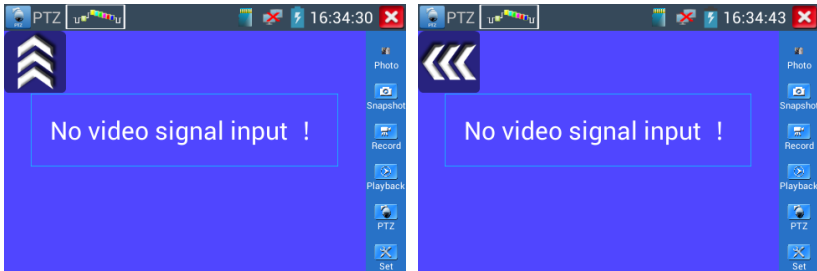 PTZ
16:34:30
Photo
Snapshot
No video signal input !
Record
Playback
PTZ
Set
PTZ
16:34:43
Photo
Snapshot
No video signal input !
Record
Playback
PTZ
Set